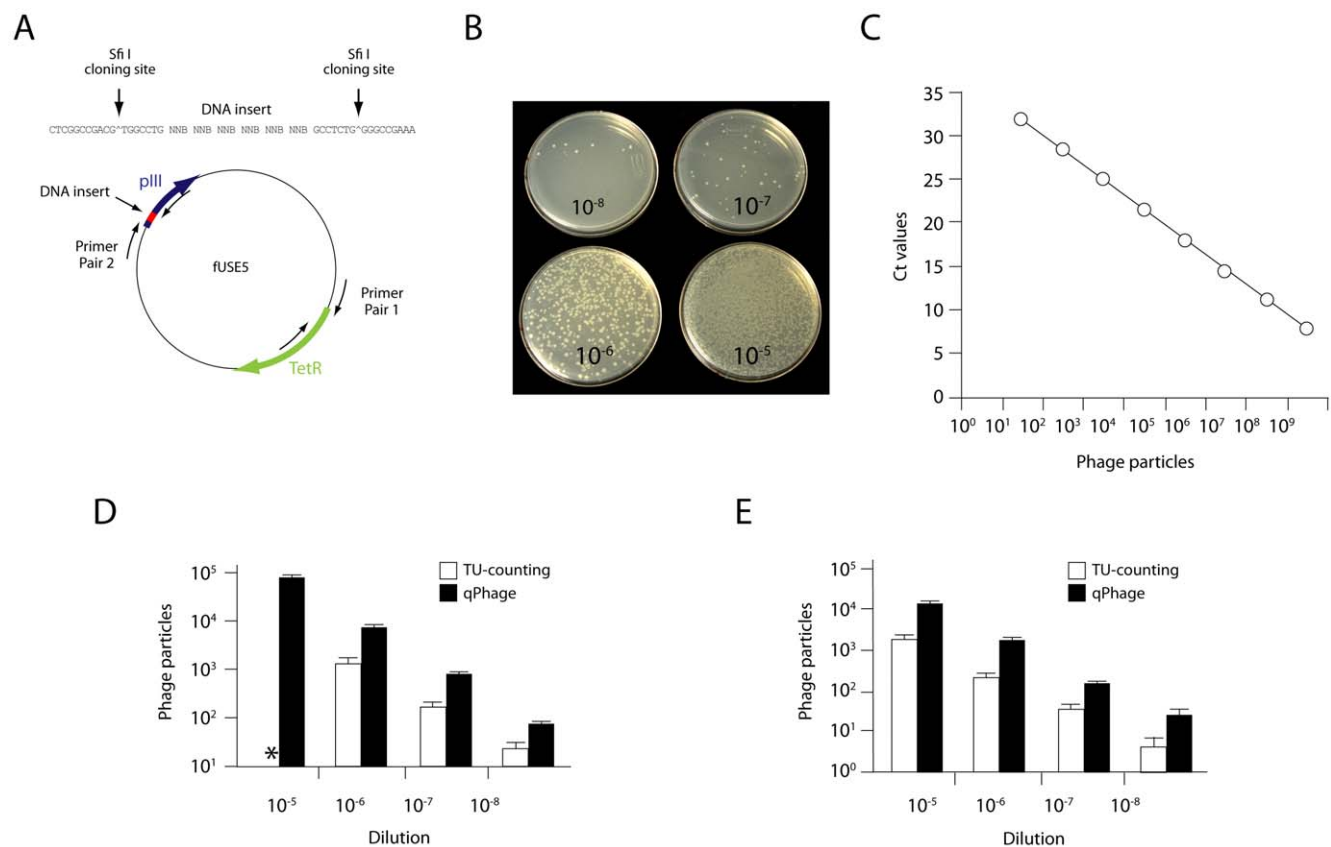 A
Sfi I
cloning site
Sfi I
cloning site
DNA insert
CTCGGCCGACG^TGGCCTG NNB NNB NNB NNB NNB NNB GCCTCTG^GGGCCGAAA
pIII
DNA insert
Primer
Pair 2
fUSE5
Primer
Pair 1
TetR
B
10⁻⁸
10⁻⁷
10⁻⁶
10⁻⁵
C
35
30
25
20
15
10
5
0
Ct values
10⁰ 10¹ 10² 10³ 10⁴ 10⁵ 10⁶ 10⁷ 10⁸ 10⁹
Phage particles
D
TU-counting
qPhage
10⁵
10⁴
10³
10²
10¹
Phage particles
*
10⁻⁵ 10⁻⁶ 10⁻⁷ 10⁻⁸
Dilution
E
TU-counting
qPhage
10⁵
10⁴
10³
10²
10¹
10⁰
Phage particles
10⁻⁵ 10⁻⁶ 10⁻⁷ 10⁻⁸
Dilution